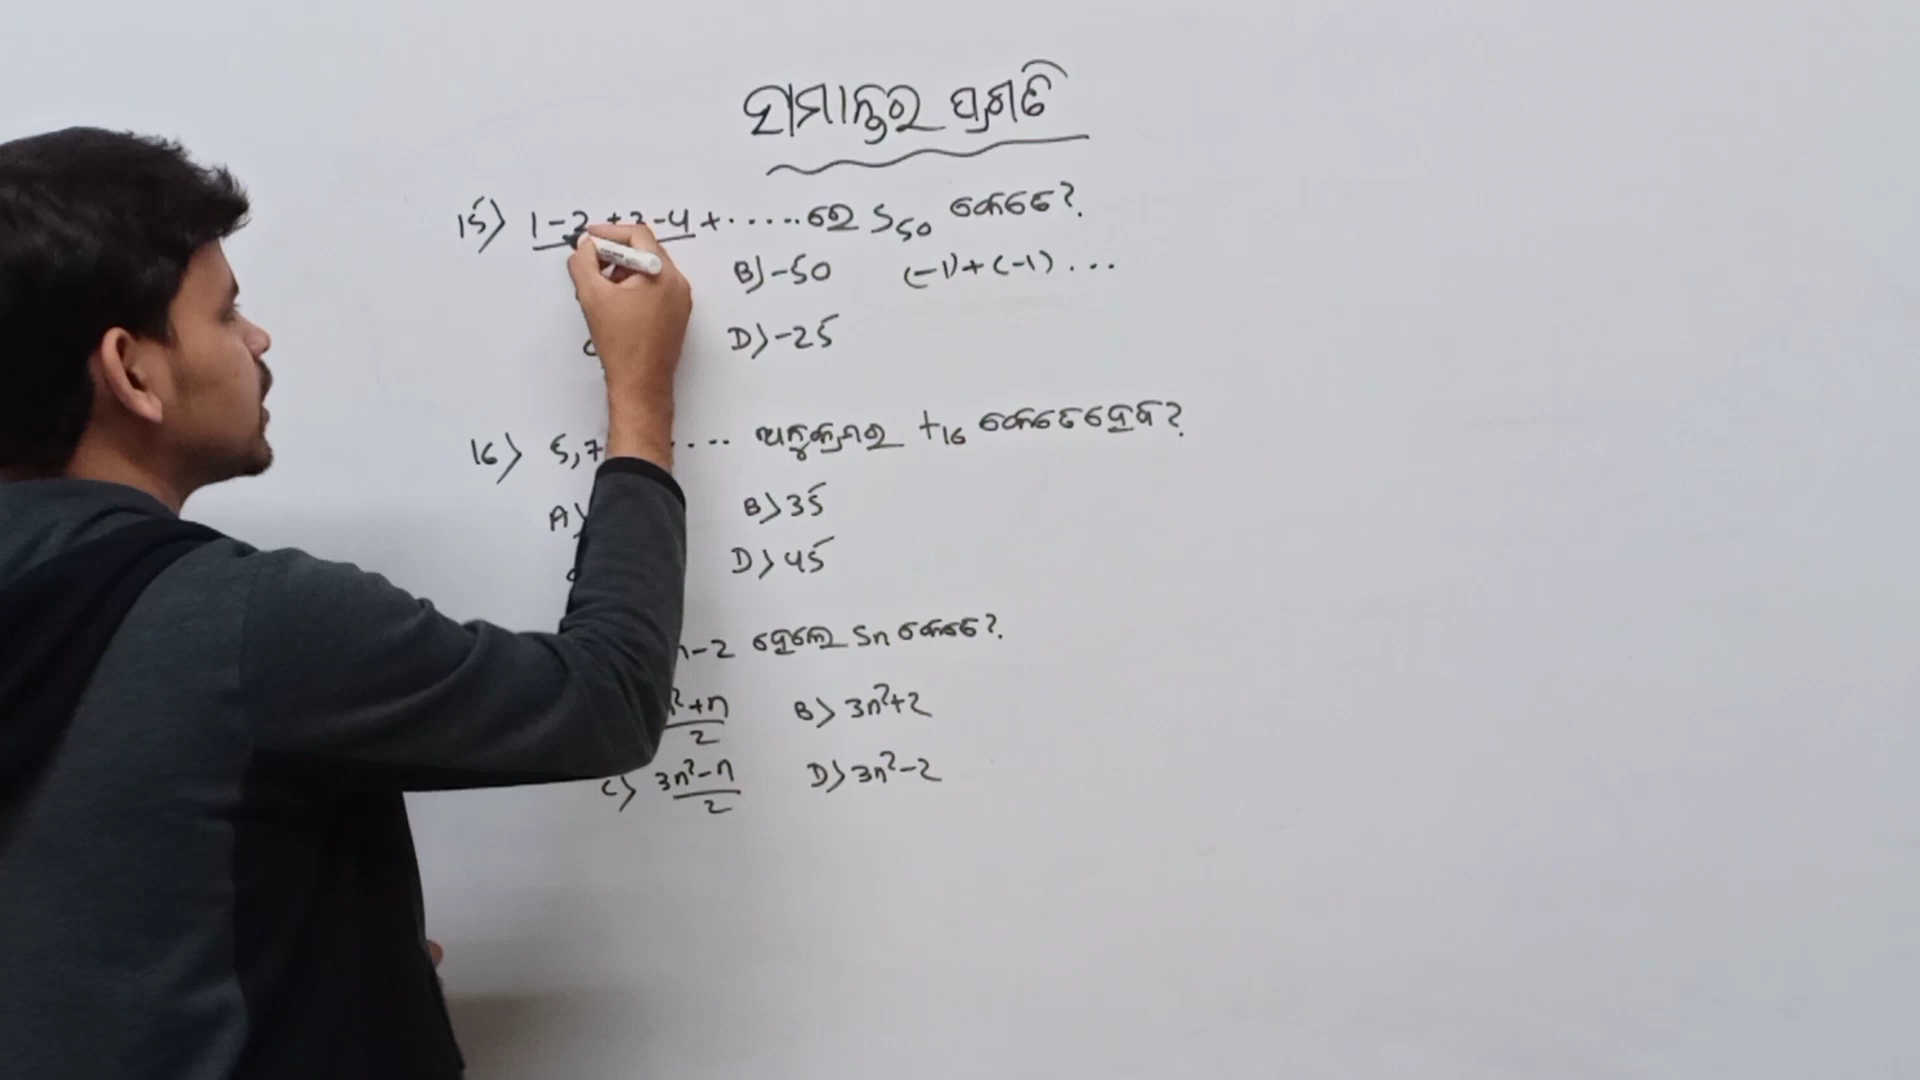 ସମାନ୍ତର ପ୍ରଗତି
15) 1-2+3-4+.....ରେ S50 କେତେ?
B) -50 (-1)+(-1)...
D) -25
16) 5,7 .... ଅନୁକ୍ରମର t16 କେତେ ହେବ?
A) B) 35
D) 45
n-2 ହେଲେ Sn କେତେ?
²+n/2 B) 3n²+2
C) 3n²-n/2 D) 3n²-2